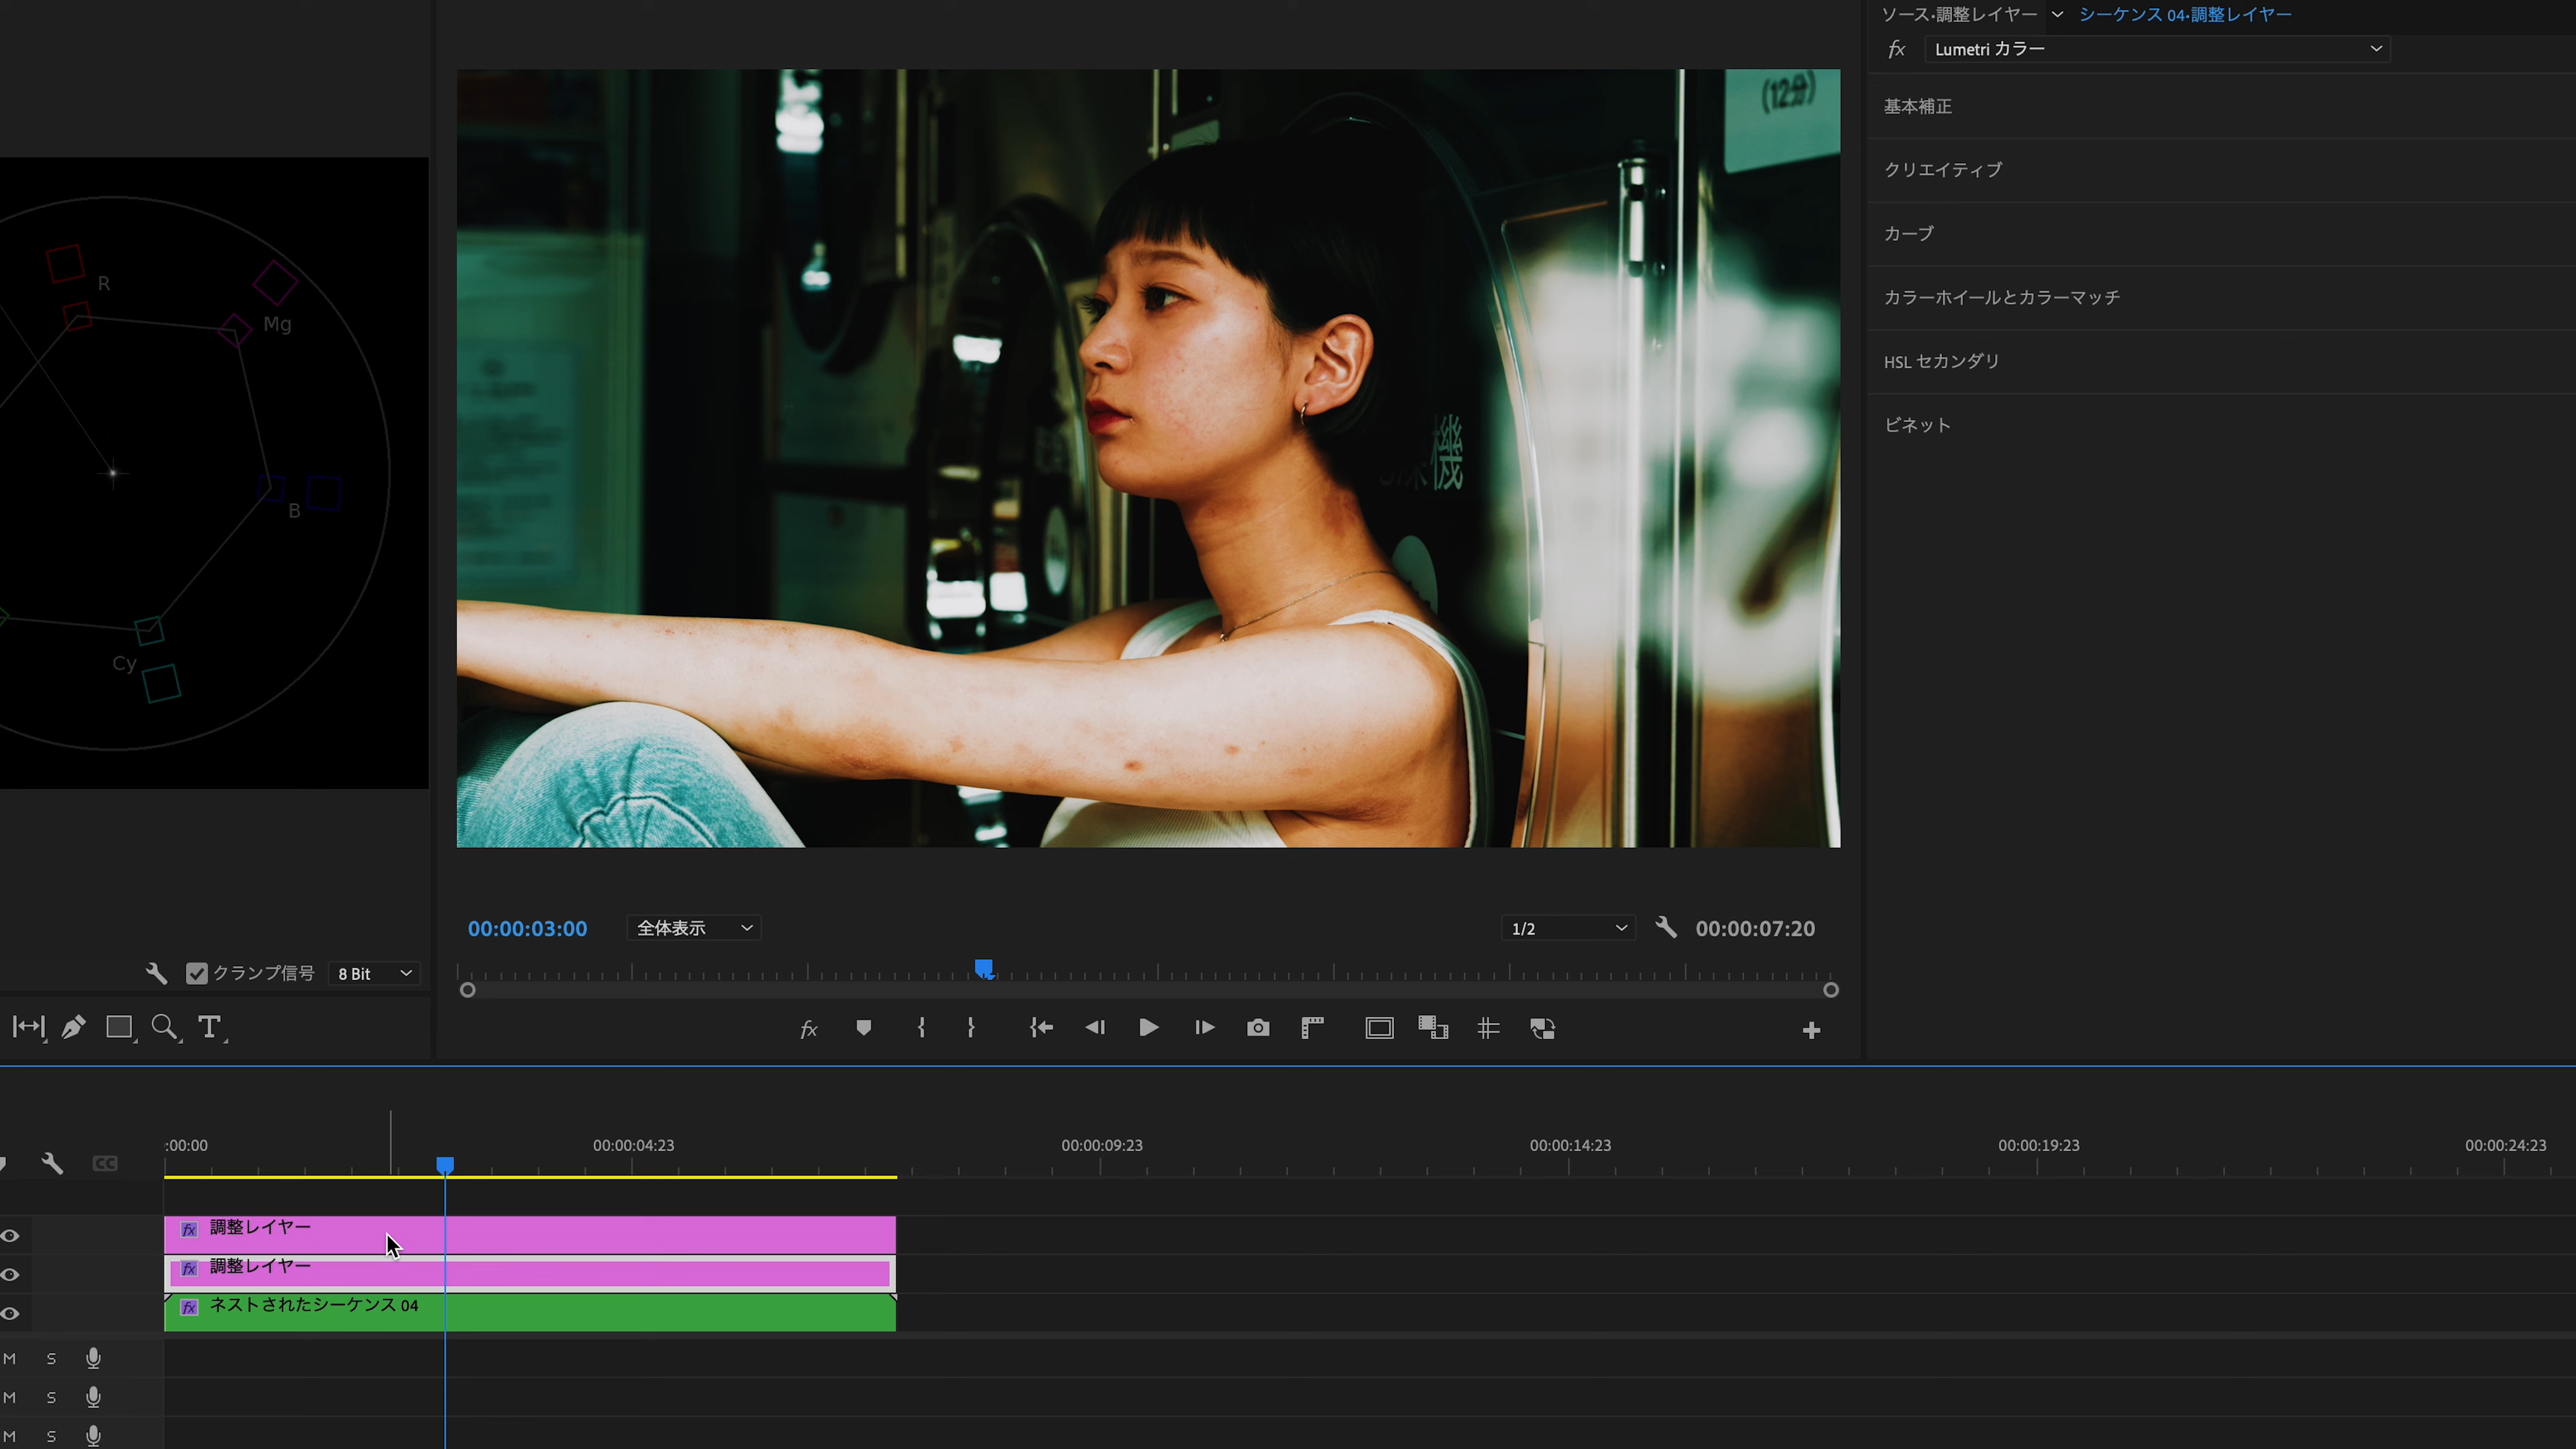 ソース・調整レイヤー
シーケンス 04・調整レイヤー
fx
Lumetri カラー
基本補正
クリエイティブ
カーブ
カラーホイールとカラーマッチ
HSL セカンダリ
ビネット
(12分)
機
R
Mg
B
Cy
00:00:03:00
全体表示
1/2
00:00:07:20
クランプ信号
8 Bit
T
fx
:00:00
00:00:04:23
00:00:09:23
00:00:14:23
00:00:19:23
00:00:24:23
CC
fx 調整レイヤー
fx 調整レイヤー
fx ネストされたシーケンス 04
M S
M S
M S